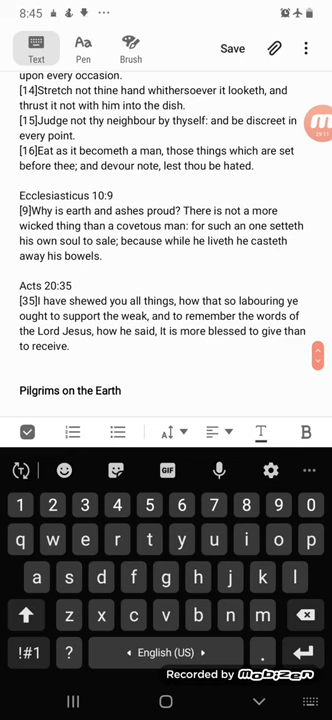 8:45
Text
Pen
Brush
Save
upon every occasion.
[14]Stretch not thine hand whithersoever it looketh, and
thrust it not with him into the dish.
[15]Judge not thy neighbour by thyself: and be discreet in
every point.
[16]Eat as it becometh a man, those things which are set
before thee; and devour note, lest thou be hated.
Ecclesiasticus 10:9
[9]Why is earth and ashes proud? There is not a more
wicked thing than a covetous man: for such an one setteth
his own soul to sale; because while he liveth he casteth
away his bowels.
Acts 20:35
[35]I have shewed you all things, how that so labouring ye
ought to support the weak, and to remember the words of
the Lord Jesus, how he said, It is more blessed to give than
to receive.
Pilgrims on the Earth
GIF
1 2 3 4 5 6 7 8 9 0
q w e r t y u i o p
a s d f g h j k l
z x c v b n m
!#1 ? English (US) .
Recorded by mobizen